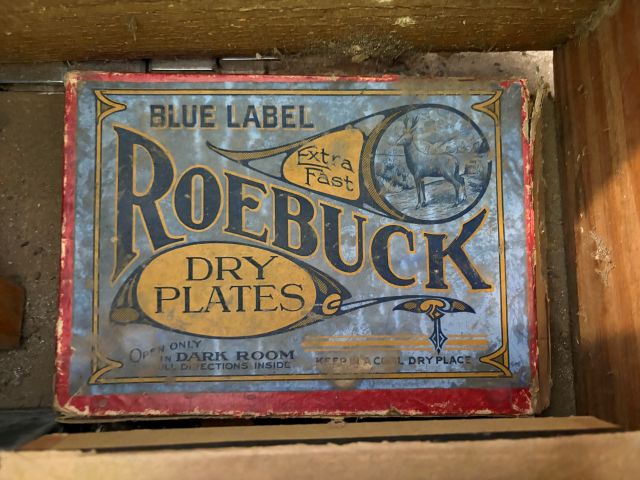 BLUE LABEL
Extra
Fast
ROEBUCK
DRY
PLATES
OPEN ONLY
IN DARK ROOM
FULL DIRECTIONS INSIDE
KEEP IN A COOL DRY PLACE